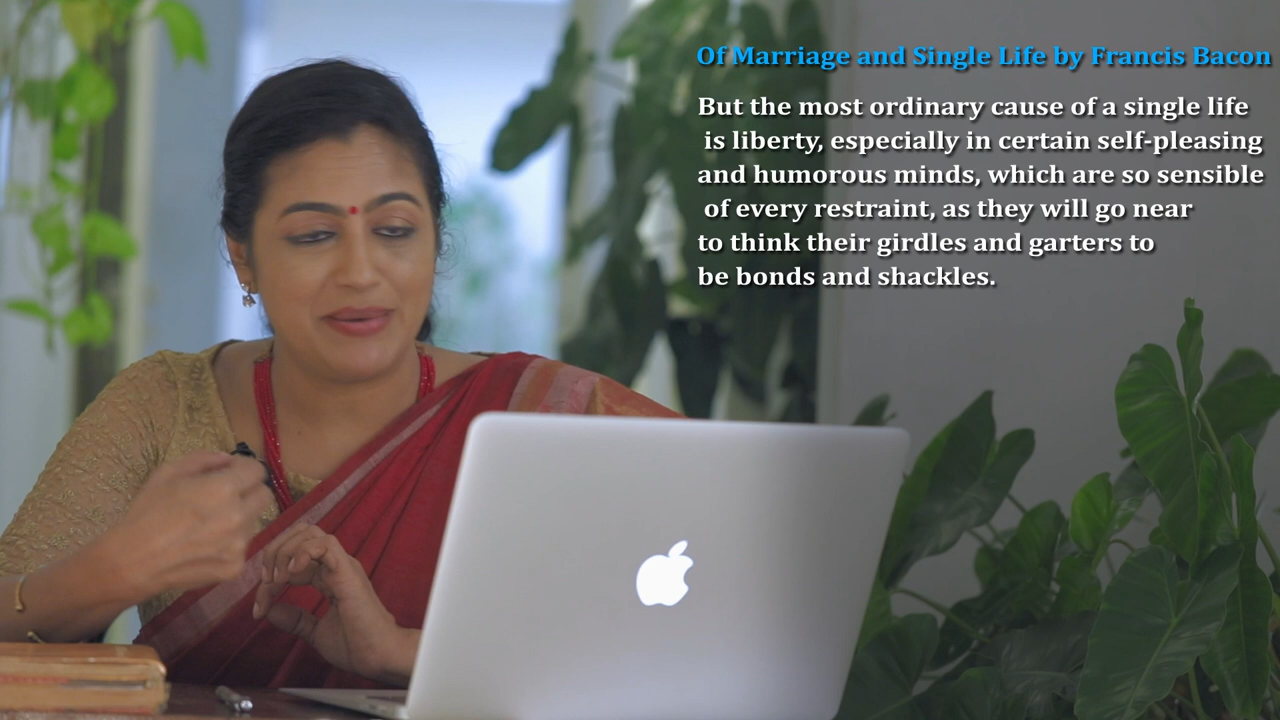 Of Marriage and Single Life by Francis Bacon
But the most ordinary cause of a single life
is liberty, especially in certain self-pleasing
and humorous minds, which are so sensible
of every restraint, as they will go near
to think their girdles and garters to
be bonds and shackles.